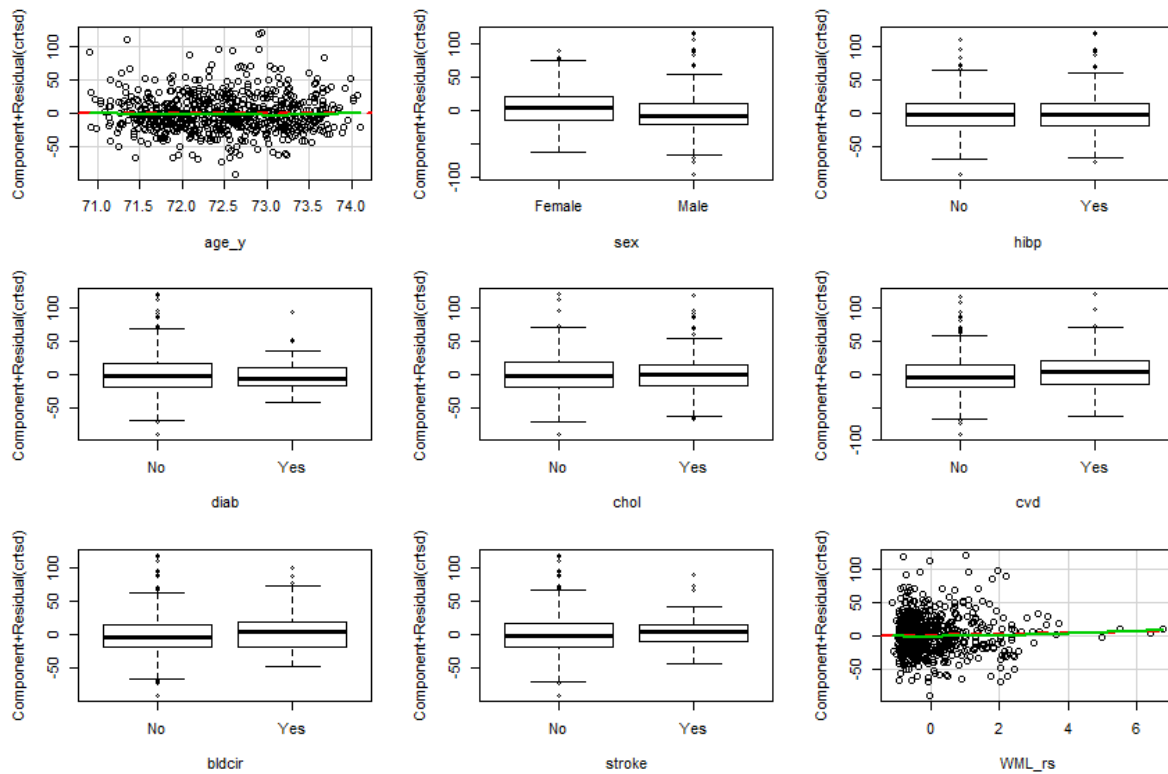 Component+Residual(crtsd)
100
50
0
-50
71.0 71.5 72.0 72.5 73.0 73.5 74.0
age_y
Component+Residual(crtsd)
100
50
0
-100
Female Male
sex
Component+Residual(crtsd)
100
50
0
-50
No Yes
hibp
Component+Residual(crtsd)
100
50
0
-50
No Yes
diab
Component+Residual(crtsd)
100
50
0
-50
No Yes
chol
Component+Residual(crtsd)
100
50
0
-100
No Yes
cvd
Component+Residual(crtsd)
100
50
0
-50
No Yes
bldcir
Component+Residual(crtsd)
100
50
0
-50
No Yes
stroke
Component+Residual(crtsd)
100
50
0
-50
0 2 4 6
WML_rs